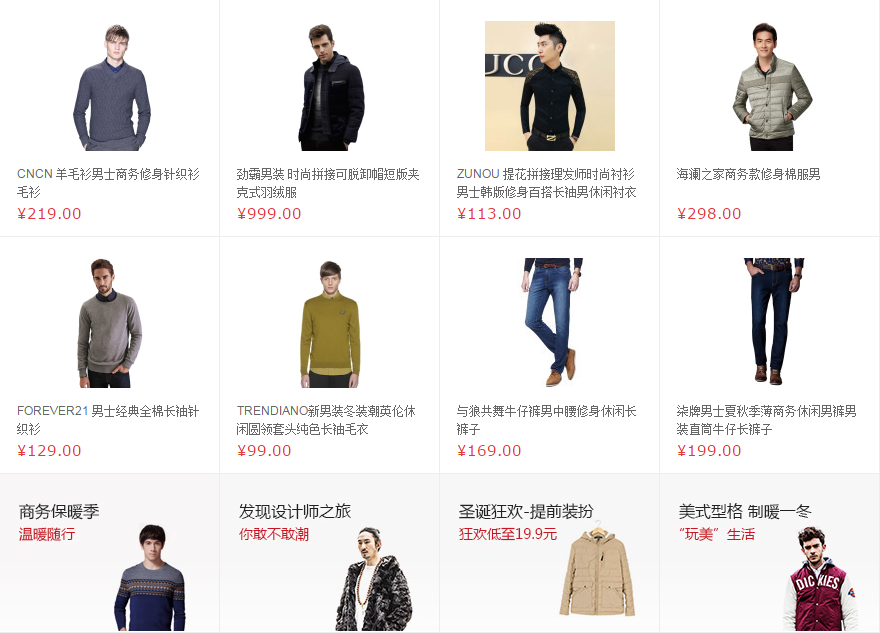 UCC
CNCN 羊毛衫男士商务修身针织衫
毛衫
¥219.00
劲霸男装 时尚拼接可脱卸帽短版夹
克式羽绒服
¥999.00
ZUNOU 提花拼接理发师时尚衬衫
男士韩版修身百搭长袖男休闲衬衣
¥113.00
海澜之家商务款修身棉服男
¥298.00
FOREVER21 男士经典全棉长袖针
织衫
¥129.00
TRENDIANO新男装冬装潮英伦休
闲圆领套头纯色长袖毛衣
¥99.00
与狼共舞牛仔裤男中腰修身休闲长
裤子
¥169.00
柒牌男士夏秋季薄商务休闲男裤男
装直筒牛仔长裤子
¥199.00
商务保暖季
温暖随行
发现设计师之旅
你敢不敢潮
圣诞狂欢-提前装扮
狂欢低至19.9元
美式型格 制暖一冬
“玩美”生活
DICKIES